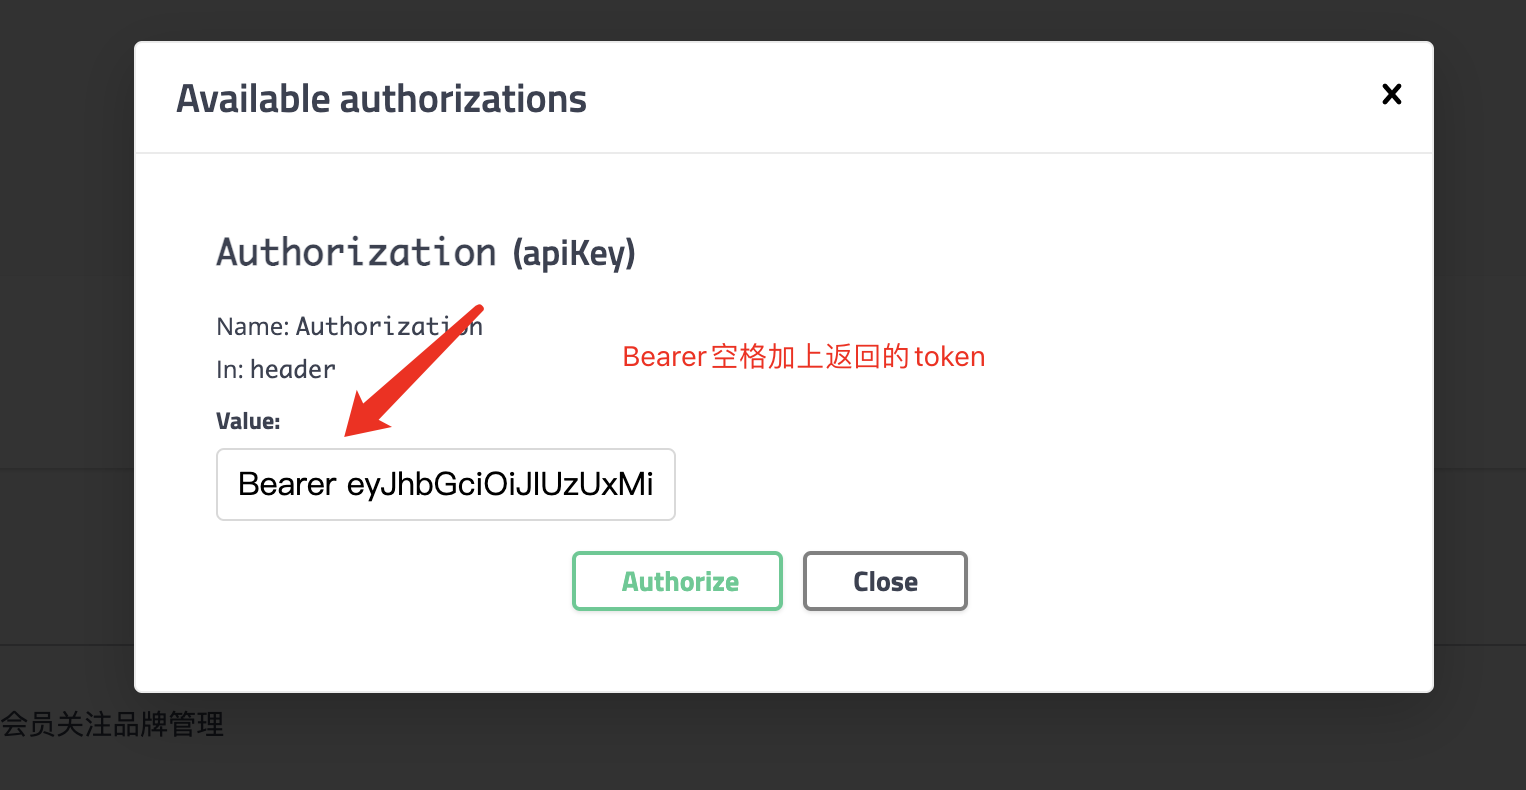 Available authorizations
Authorization (apiKey)
Name: Authorization
In: header
Bearer空格加上返回的token
Value:
Bearer eyJhbGciOiJIUzUxMi
Authorize
Close
会员关注品牌管理